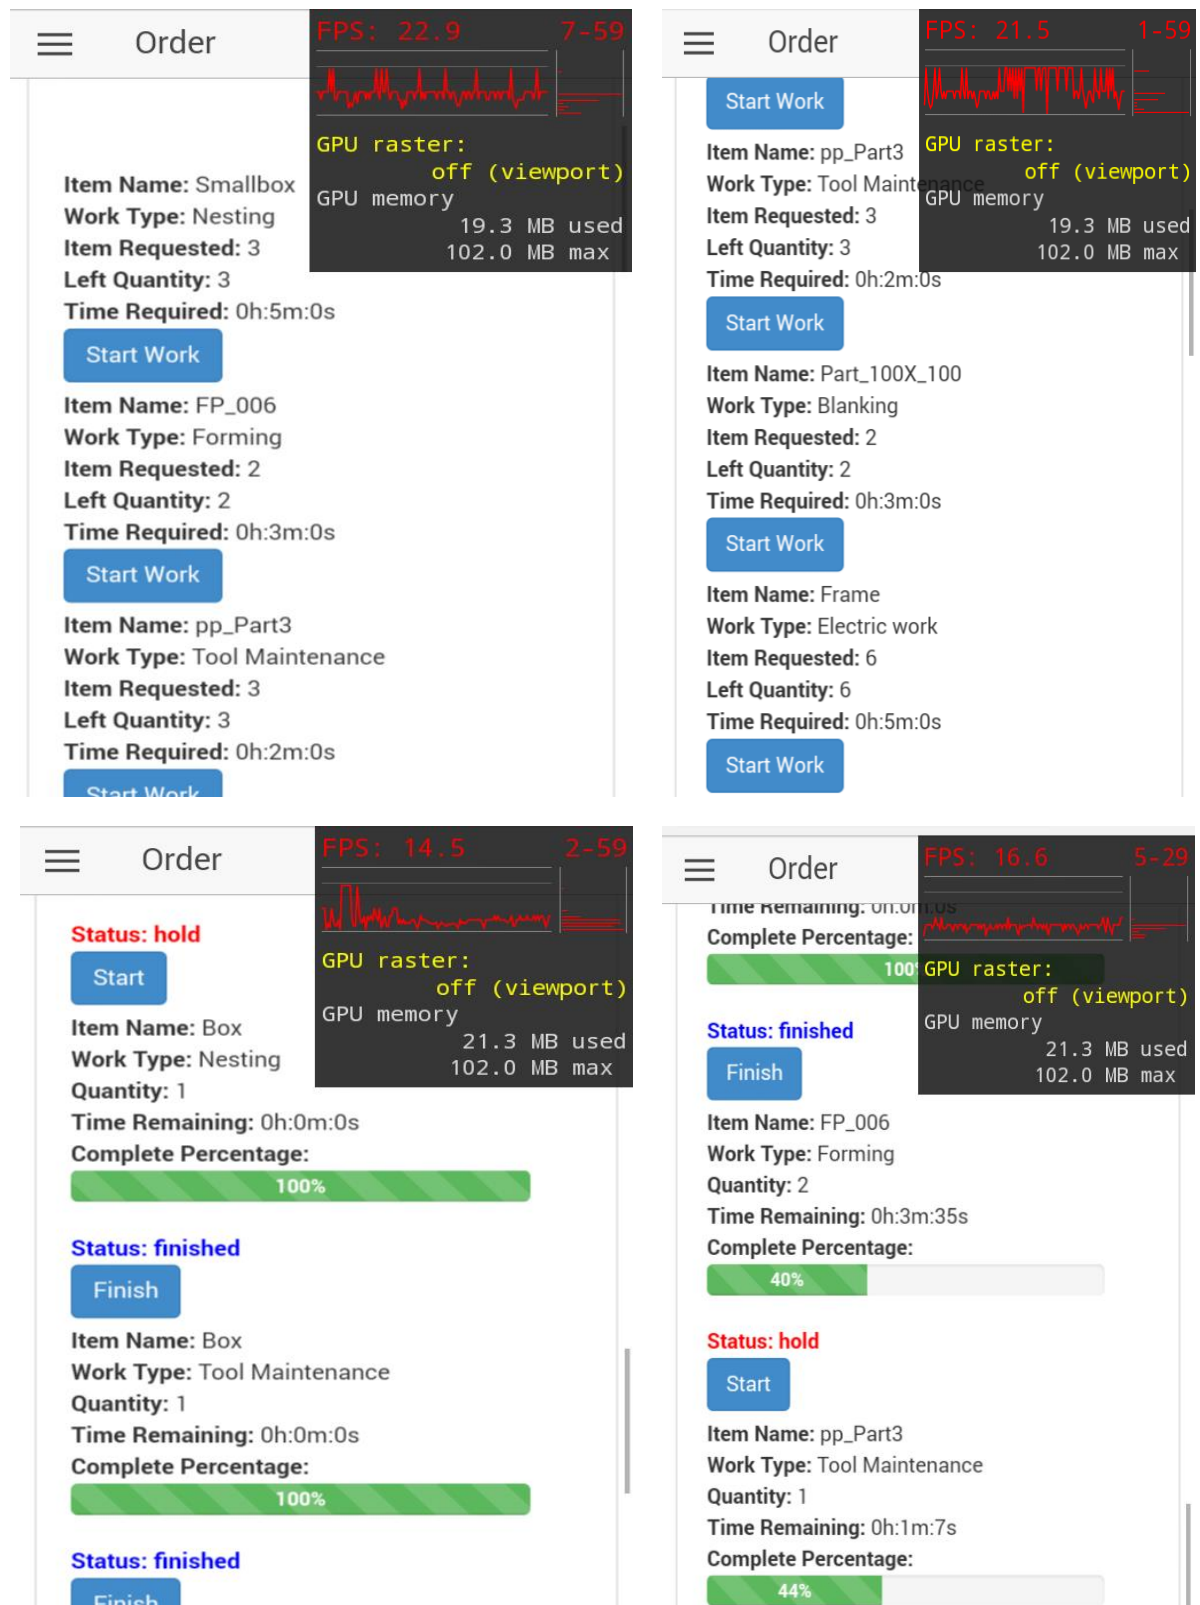 Order
FPS: 22.9 7-59
GPU raster:
off (viewport)
GPU memory
19.3 MB used
102.0 MB max
Item Name: Smallbox
Work Type: Nesting
Item Requested: 3
Left Quantity: 3
Time Required: 0h:5m:0s
Start Work
Item Name: FP_006
Work Type: Forming
Item Requested: 2
Left Quantity: 2
Time Required: 0h:3m:0s
Start Work
Item Name: pp_Part3
Work Type: Tool Maintenance
Item Requested: 3
Left Quantity: 3
Time Required: 0h:2m:0s
Start Work
Order
FPS: 21.5 1-59
GPU raster:
off (viewport)
GPU memory
19.3 MB used
102.0 MB max
Start Work
Item Name: pp_Part3
Work Type: Tool Maintenance
Item Requested: 3
Left Quantity: 3
Time Required: 0h:2m:0s
Start Work
Item Name: Part_100X_100
Work Type: Blanking
Item Requested: 2
Left Quantity: 2
Time Required: 0h:3m:0s
Start Work
Item Name: Frame
Work Type: Electric work
Item Requested: 6
Left Quantity: 6
Time Required: 0h:5m:0s
Start Work
Order
FPS: 14.5 2-59
GPU raster:
off (viewport)
GPU memory
21.3 MB used
102.0 MB max
Status: hold
Start
Item Name: Box
Work Type: Nesting
Quantity: 1
Time Remaining: 0h:0m:0s
Complete Percentage:
100%
Status: finished
Finish
Item Name: Box
Work Type: Tool Maintenance
Quantity: 1
Time Remaining: 0h:0m:0s
Complete Percentage:
100%
Status: finished
Finish
Order
FPS: 16.6 5-29
GPU raster:
off (viewport)
GPU memory
21.3 MB used
102.0 MB max
Time Remaining: 0h:0m:0s
Complete Percentage:
100%
Status: finished
Finish
Item Name: FP_006
Work Type: Forming
Quantity: 2
Time Remaining: 0h:3m:35s
Complete Percentage:
40%
Status: hold
Start
Item Name: pp_Part3
Work Type: Tool Maintenance
Quantity: 1
Time Remaining: 0h:1m:7s
Complete Percentage:
44%